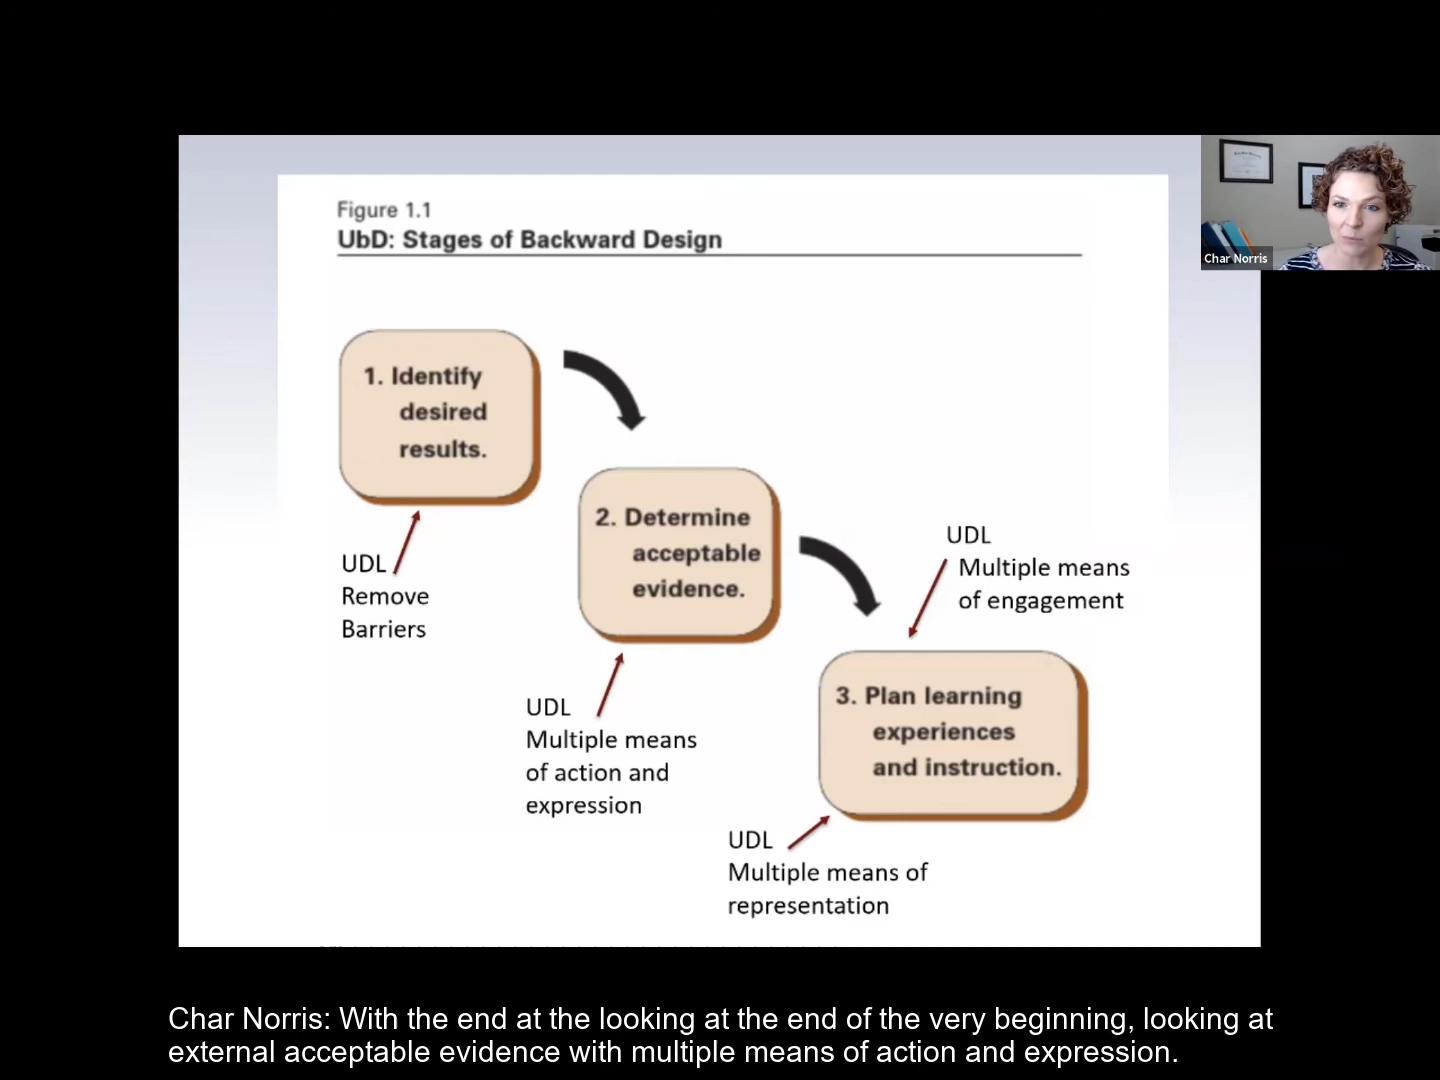 Figure 1.1
UbD: Stages of Backward Design
1. Identify
desired
results.
UDL
Remove
Barriers
2. Determine
acceptable
evidence.
UDL
Multiple means
of action and
expression
UDL
Multiple means
of engagement
3. Plan learning
experiences
and instruction.
UDL
Multiple means of
representation
Char Norris
Char Norris: With the end at the looking at the end of the very beginning, looking at
external acceptable evidence with multiple means of action and expression.